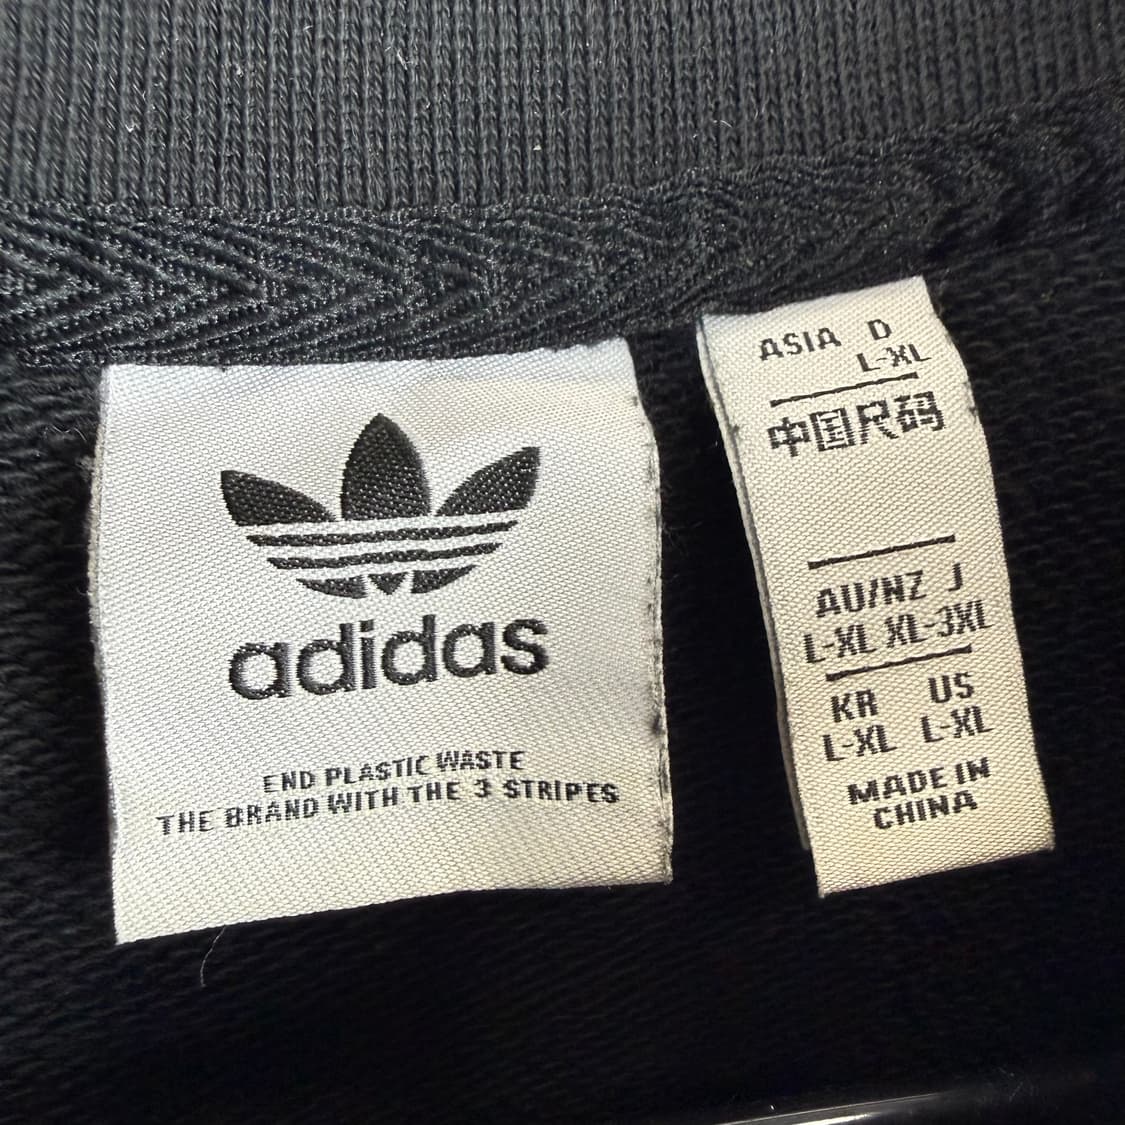 adidas
END PLASTIC WASTE
THE BRAND WITH THE 3 STRIPES
ASIA D
L-XL
中国尺码
AU/NZ J
L-XL XL-3XL
KR US
L-XL L-XL
MADE IN
CHINA